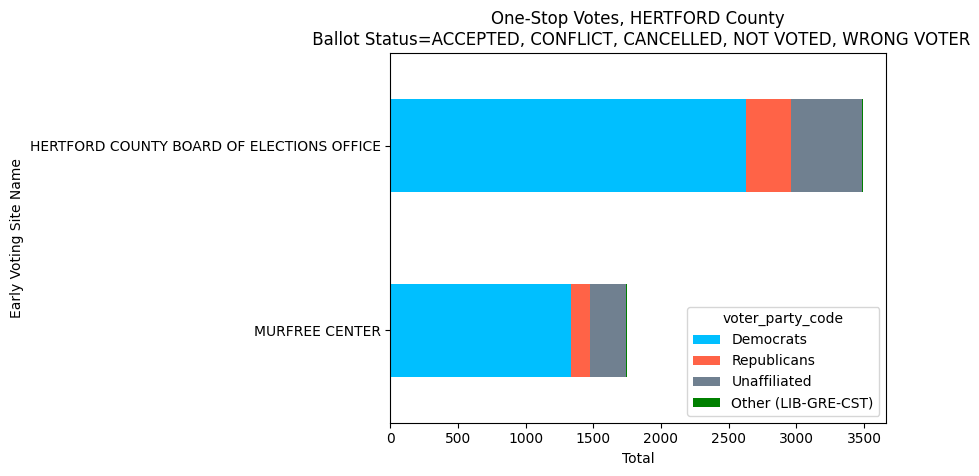 One-Stop Votes, HERTFORD County
Ballot Status=ACCEPTED, CONFLICT, CANCELLED, NOT VOTED, WRONG VOTER
Early Voting Site Name
HERTFORD COUNTY BOARD OF ELECTIONS OFFICE
MURFREE CENTER
voter_party_code
Democrats
Republicans
Unaffiliated
Other (LIB-GRE-CST)
0 500 1000 1500 2000 2500 3000 3500
Total